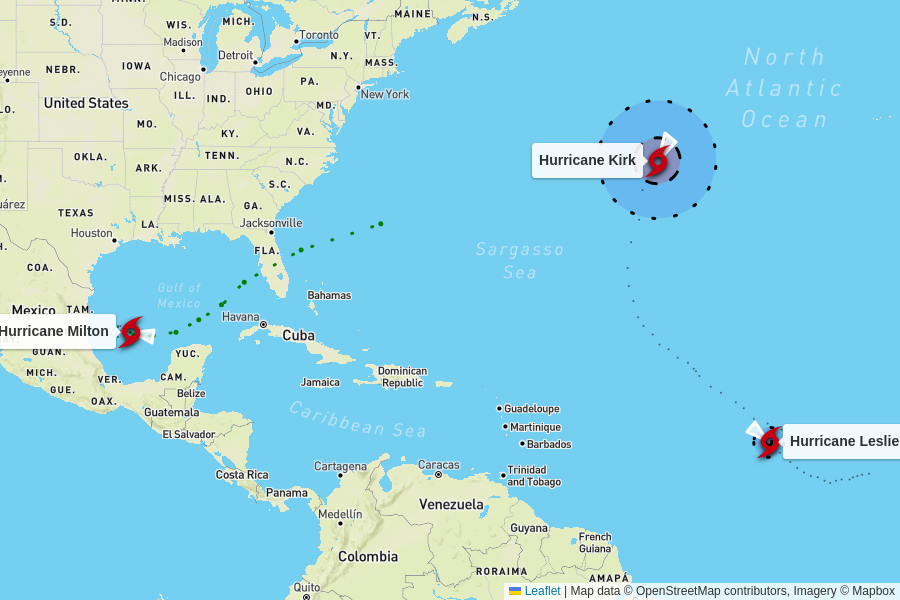 MAINE
N.S.
S.D.
WIS.
MICH.
Toronto
VT.
Madison
Detroit
N.Y.
MASS.
eyenne
NEBR.
IOWA
Chicago
PA.
North
Atlantic
Ocean
United States
ILL.
IND.
OHIO
New York
LO.
MD.
MO.
KY.
VA.
OKLA.
TENN.
N.C.
ARK.
S.C.
Hurricane Kirk
MISS.
ALA.
GA.
uárez
TEXAS
LA.
Jacksonville
Houston
H.
FLA.
Sargasso
Sea
COA.
Gulf of
Mexico
Bahamas
Mexico
TAM.
Havana
Hurricane Milton
Cuba
GUAN.
YUC.
MICH.
VER.
CAM.
Dominican
Republic
Jamaica
GUE.
OAX.
Belize
Guatemala
Caribbean Sea
Guadeloupe
Martinique
El Salvador
Barbados
Hurricane Leslie
Costa Rica
Cartagena
Caracas
Trinidad
and Tobago
Panama
Venezuela
Medellín
Guyana
French
Guiana
Colombia
RORAIMA
AMAPÁ
Quito
Leaflet | Map data © OpenStreetMap contributors, Imagery © Mapbox